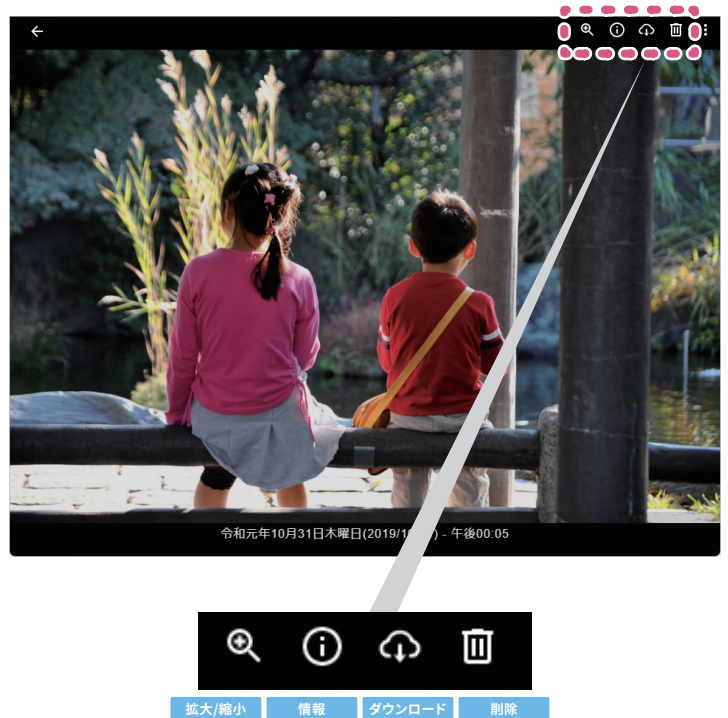 令和元年10月31日木曜日(2019/1 ) - 午後00:05
拡大/縮小
情報
ダウンロード
削除